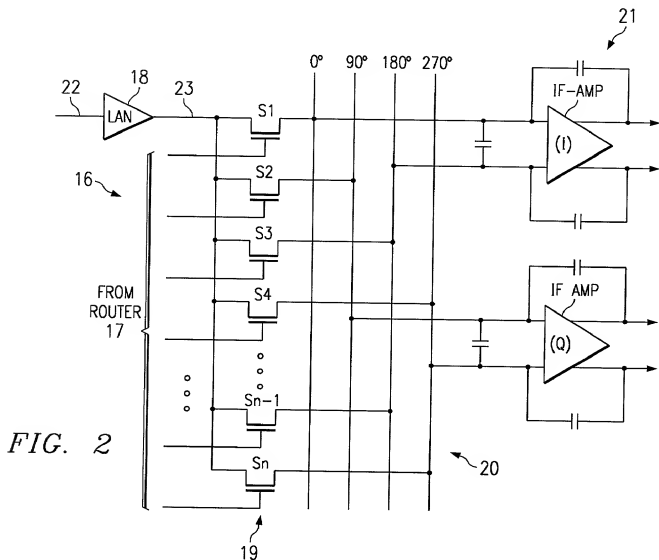 21
0° 90° 180° 270°
18
22
LAN
23
S1
IF-AMP
(I)
16
S2
S3
FROM
ROUTER
17
S4
IF AMP
(Q)
Sn-1
Sn
FIG. 2
20
19